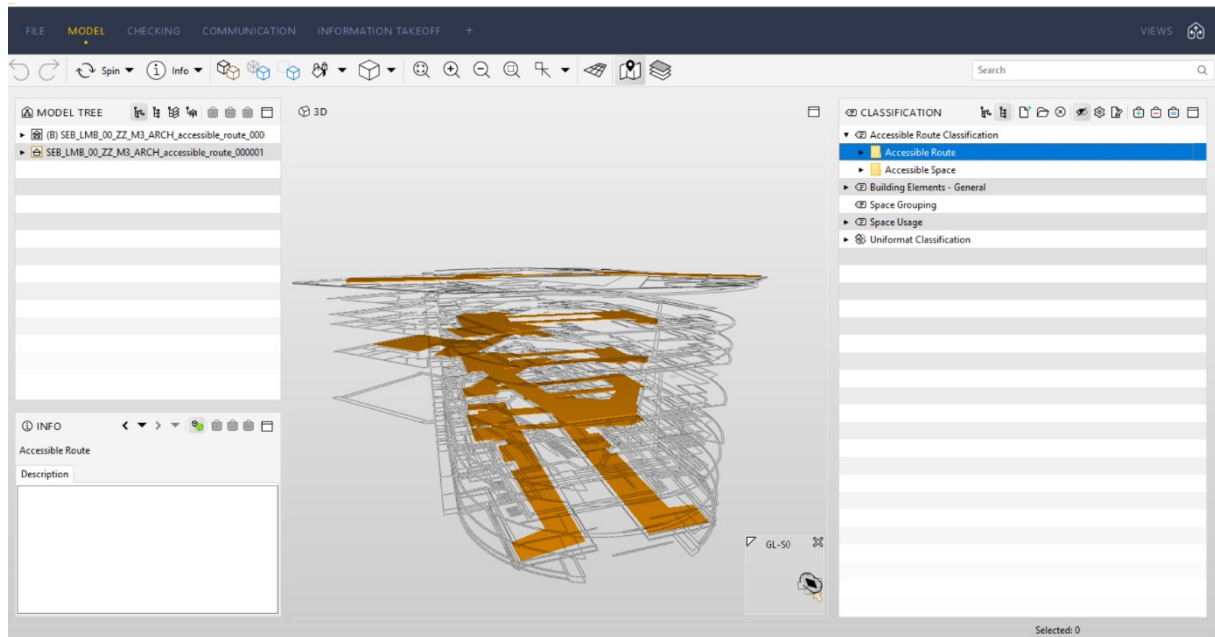 FILE MODEL CHECKING COMMUNICATION INFORMATION TAKEOFF + VIEWS
Spin Info Search
MODEL TREE
(B) SEB_LMB_00_ZZ_M3_ARCH_accessible_route_000
SEB_LMB_00_ZZ_M3_ARCH_accessible_route_000001
INFO
Accessible Route
Description
3D
GL-S0
CLASSIFICATION
Accessible Route Classification
Accessible Route
Accessible Space
Building Elements - General
Space Grouping
Space Usage
Uniformat Classification
Selected: 0